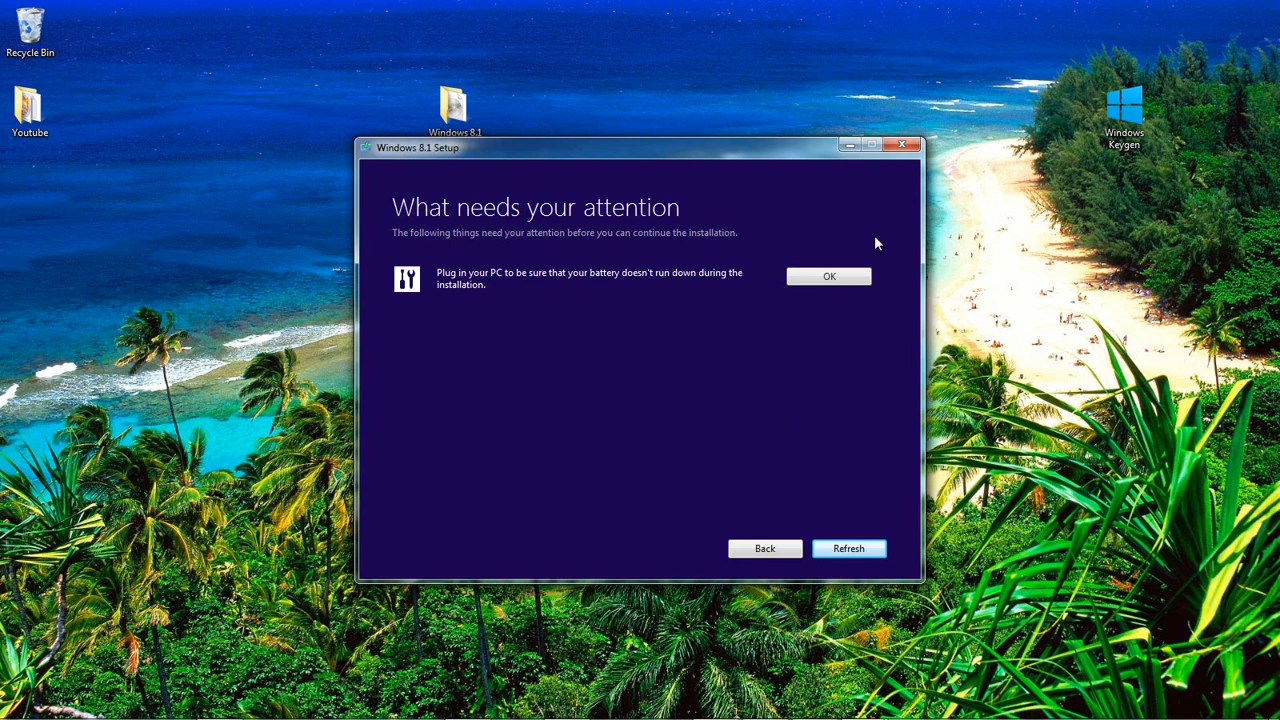 Recycle Bin
Youtube
Windows 8.1
Windows
Keygen
Windows 8.1 Setup
What needs your attention
The following things need your attention before you can continue the installation.
Plug in your PC to be sure that your battery doesn't run down during the
installation.
OK
Back
Refresh